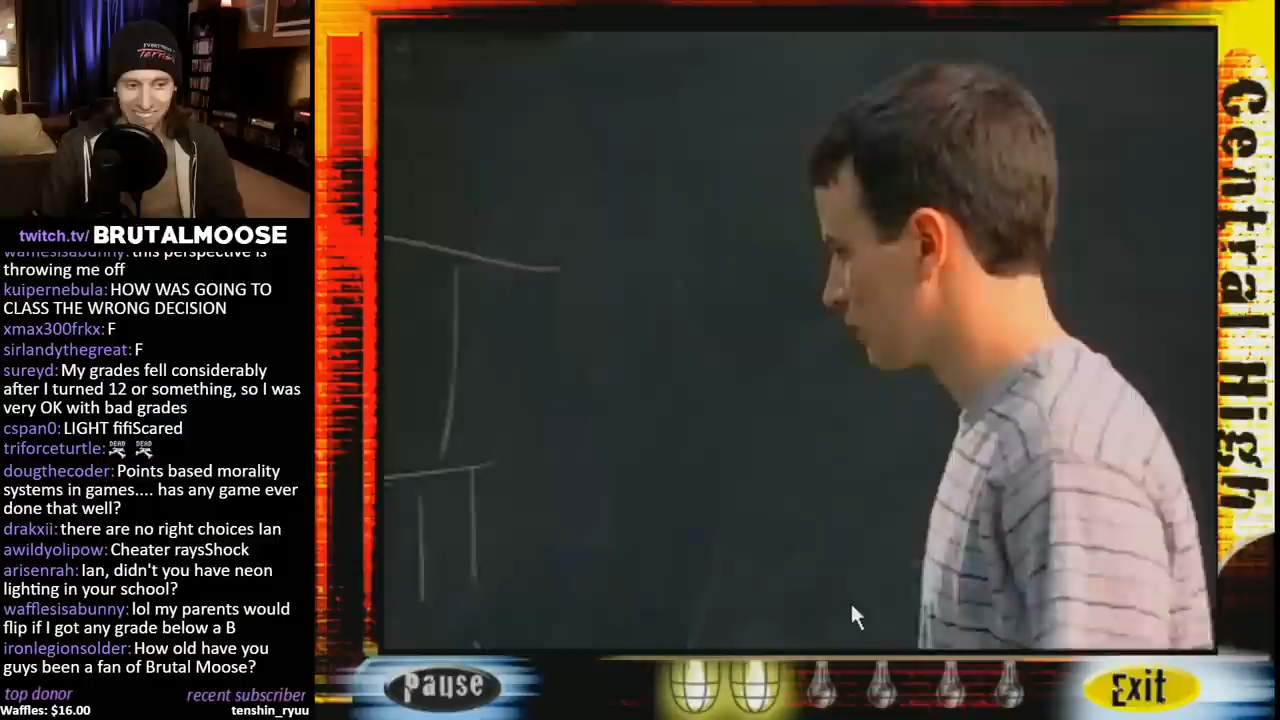 EVERYTHING IS
Terrible
twitch.tv/BRUTALMOOSE
wafflesisabunny: this perspective is
throwing me off
kuipernebula: HOW WAS GOING TO
CLASS THE WRONG DECISION
xmax300frkx: F
sirlandythegreat: F
sureyd: My grades fell considerably
after I turned 12 or something, so I was
very OK with bad grades
cspan0: LIGHT fifiScared
triforceturtle:
dougthecoder: Points based morality
systems in games.... has any game ever
done that well?
drakxii: there are no right choices Ian
awildyolipow: Cheater raysShock
arisenrah: Ian, didn't you have neon
lighting in your school?
wafflesisabunny: lol my parents would
flip if I got any grade below a B
ironlegionsolder: How old have you
guys been a fan of Brutal Moose?
top donor
Waffles: $16.00
recent subscriber
tenshin_ryuu
Pause
Exit
Central High